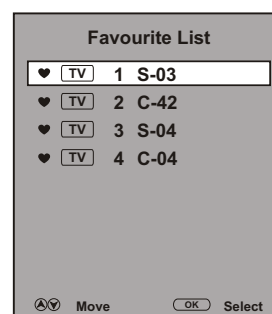 Favourite List
TV 1 S-03
TV 2 C-42
TV 3 S-04
TV 4 C-04
Move OK Select